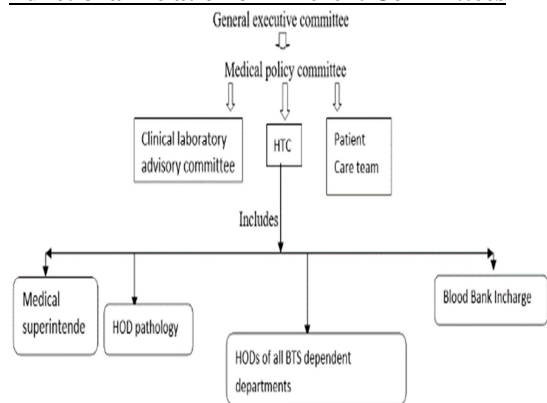 General executive committee
Medical policy committee
Clinical laboratory
advisory committee
HTC
Patient
Care team
Includes
Medical
superintende
HOD pathology
HODs of all BTS dependent
departments
Blood Bank Incharge